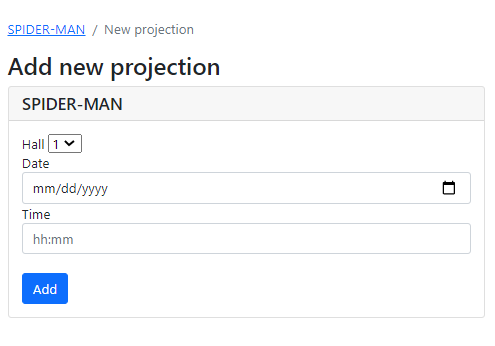 SPIDER-MAN / New projection
Add new projection
SPIDER-MAN
Hall 1
Date
mm/dd/yyyy
Time
hh:mm
Add